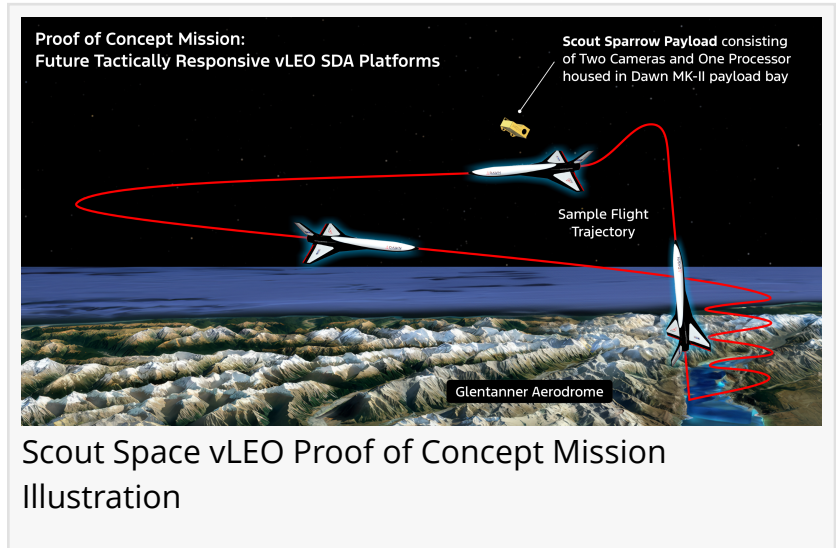 Proof of Concept Mission:
Future Tactically Responsive vLEO SDA Platforms
Scout Sparrow Payload consisting
of Two Cameras and One Processor
housed in Dawn MK-II payload bay
Sample Flight
Trajectory
Glentanner Aerodrome
Scout Space vLEO Proof of Concept Mission
Illustration